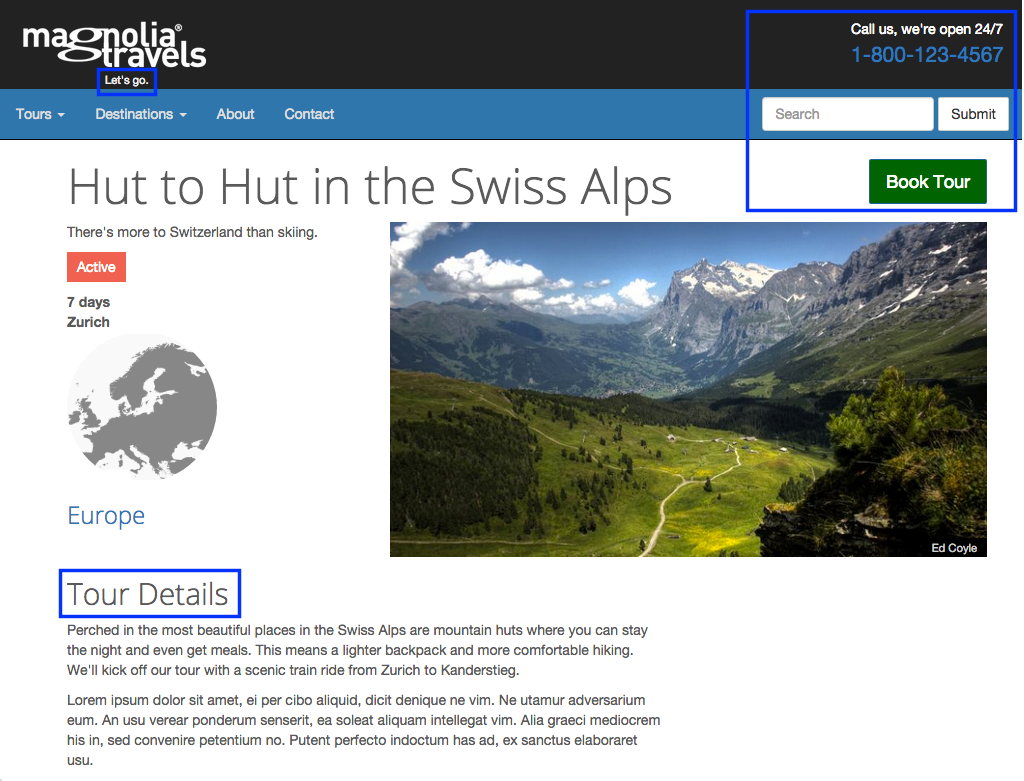 magnolia®
travels
Let's go.
Call us, we're open 24/7
1-800-123-4567
Tours
Destinations
About
Contact
Search
Submit
Hut to Hut in the Swiss Alps
Book Tour
There's more to Switzerland than skiing.
Active
7 days
Zurich
Europe
Ed Coyle
Tour Details
Perched in the most beautiful places in the Swiss Alps are mountain huts where you can stay
the night and even get meals. This means a lighter backpack and more comfortable hiking.
We'll kick off our tour with a scenic train ride from Zurich to Kanderstieg.
Lorem ipsum dolor sit amet, ei per cibo aliquid, dicit denique ne vim. Ne utamur adversarium
eum. An usu verear ponderum senserit, ea soleat aliquam intellegat vim. Alia graeci mediocrem
his in, sed convenire petentium no. Putent perfecto indoctum has ad, ex sanctus elaboraret
usu.